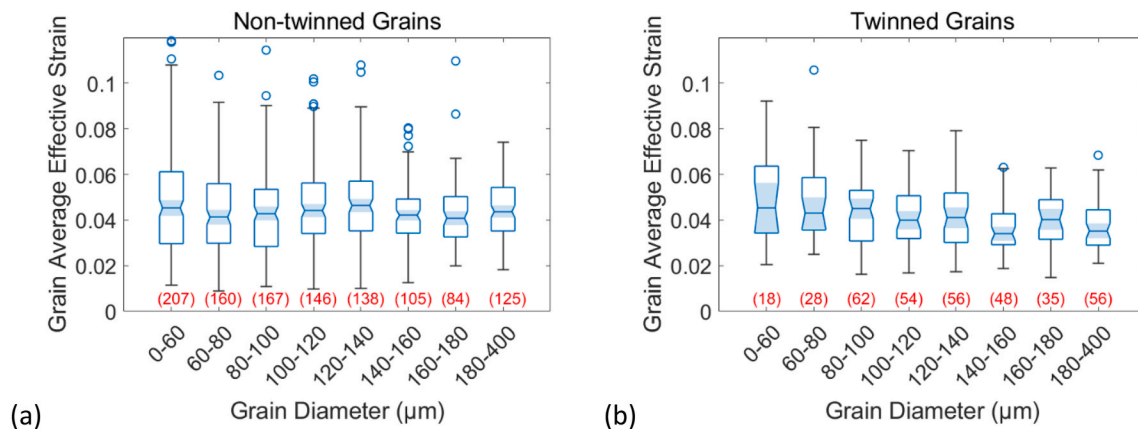 Non-twinned Grains
Grain Average Effective Strain
0.1
0.08
0.06
0.04
0.02
0
(207) (160) (167) (146) (138) (105) (84) (125)
0-60 60-80 80-100 100-120 120-140 140-160 160-180 180-400
Grain Diameter (μm)
(a)
Twinned Grains
Grain Average Effective Strain
0.1
0.08
0.06
0.04
0.02
0
(18) (28) (62) (54) (56) (48) (35) (56)
0-60 60-80 80-100 100-120 120-140 140-160 160-180 180-400
Grain Diameter (μm)
(b)